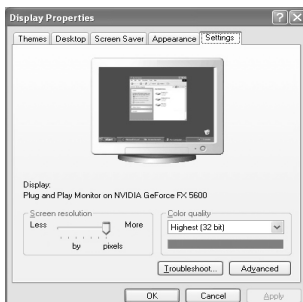 Display Properties
Themes Desktop Screen Saver Appearance Settings
Display:
Plug and Play Monitor on NVIDIA GeForce FX 5600
Screen resolution
Less More
by pixels
Color quality
Highest (32 bit)
Troubleshoot... Advanced
OK Cancel Apply